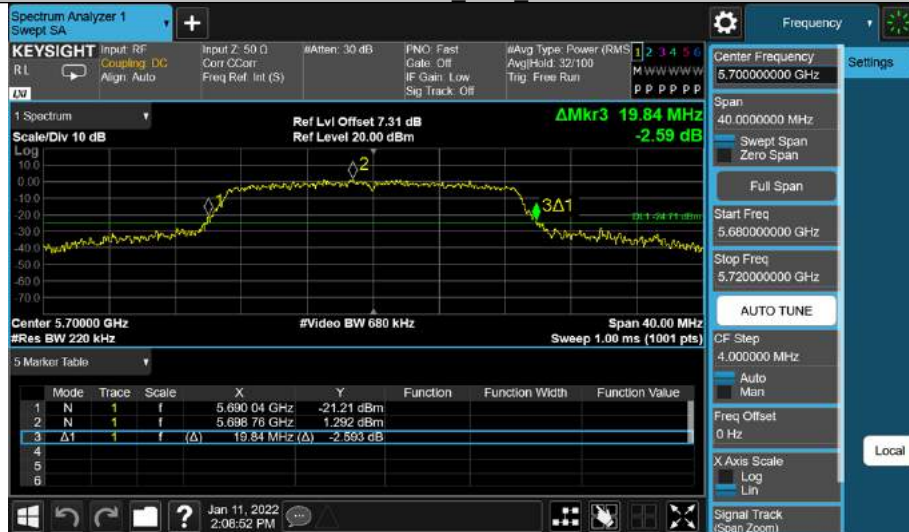 Spectrum Analyzer 1
Swept SA
+
Frequency
KEYSIGHT
RL
LXI
Input: RF
Coupling: DC
Align: Auto
Input Z: 50 Ω
Corr CCorr
Freq Ref: Int (S)
#Atten: 30 dB
PNO: Fast
Gate: Off
IF Gain: Low
Sig Track: Off
#Avg Type: Power (RMS
Avg|Hold: 32/100
Trig: Free Run
1 2 3 4 5 6
M W W W W W
P P P P P P
1 Spectrum
Scale/Div 10 dB
Ref Lvl Offset 7.31 dB
Ref Level 20.00 dBm
ΔMkr3 19.84 MHz
-2.59 dB
Log
10.0
0.00
-10.0
-20.0
-30.0
-40.0
-50.0
-60.0
-70.0
1
2
3Δ1
DL1 -24.71 dBm
Center 5.70000 GHz
#Res BW 220 kHz
#Video BW 680 kHz
Span 40.00 MHz
Sweep 1.00 ms (1001 pts)
5 Marker Table
Mode Trace Scale X Y Function Function Width Function Value
1 N 1 f 5.690 04 GHz -21.21 dBm
2 N 1 f 5.698 76 GHz 1.292 dBm
3 Δ1 1 f (Δ) 19.84 MHz (Δ) -2.593 dB
4
5
6
?
Jan 11, 2022
2:08:52 PM
Center Frequency
5.700000000 GHz
Span
40.0000000 MHz
Swept Span
Zero Span
Full Span
Start Freq
5.680000000 GHz
Stop Freq
5.720000000 GHz
AUTO TUNE
CF Step
4.000000 MHz
Auto
Man
Freq Offset
0 Hz
X Axis Scale
Log
Lin
Signal Track
(Span Zoom)
Settings
Local